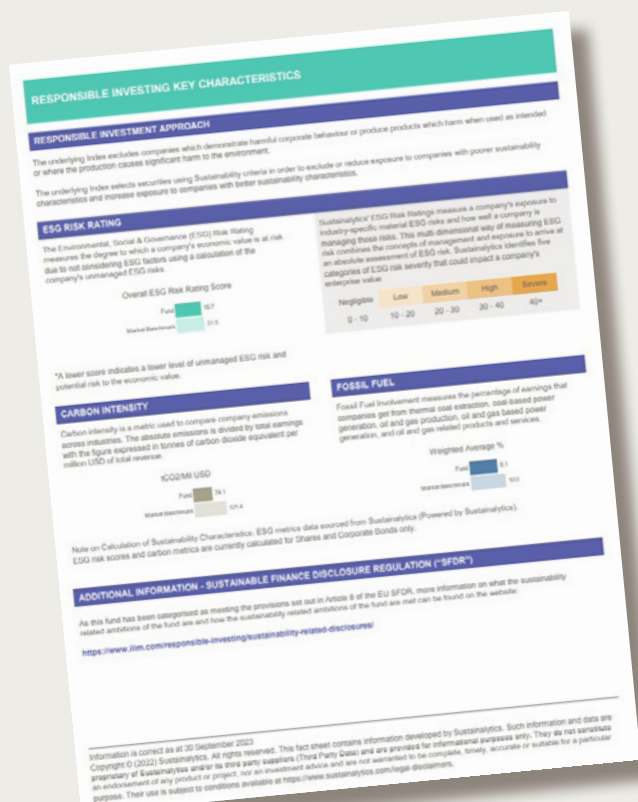 RESPONSIBLE INVESTING KEY CHARACTERISTICS
RESPONSIBLE INVESTMENT APPROACH
The underlying Index excludes companies which demonstrate harmful corporate behaviour or produce products which harm when used as intended
or where the production causes significant harm to the environment.
The underlying Index selects securities using Sustainability criteria in order to exclude or reduce exposure to companies with poorer sustainability
characteristics and increase exposure to companies with better sustainability characteristics.
ESG RISK RATING
The Environmental, Social & Governance (ESG) Risk Rating
measures the degree to which a company's economic value is at risk
due to not considering ESG factors using a calculation of the
company's unmanaged ESG risks.
Overall ESG Risk Rating Score
Fund
Market Benchmark
*A lower score indicates a lower level of unmanaged ESG risk and
potential risk to the economic value.
Sustainalytics' ESG Risk Ratings measure a company's exposure to
industry-specific material ESG risks and how well a company is
managing those risks. This multi-dimensional way of measuring ESG
risk combines the concepts of management and exposure to arrive at
an absolute assessment of ESG risk. Sustainalytics identifies five
categories of ESG risk severity that could impact a company's
enterprise value
Negligible Low Medium High Severe
0 - 10 10 - 20 20 - 30 30 - 40 40+
CARBON INTENSITY
Carbon intensity is a metric used to compare company emissions
across industries. The absolute emissions is divided by total earnings
with the figure expressed in tonnes of carbon dioxide equivalent per
million USD of total revenue.
tCO2/Mil USD
Fund
Market Benchmark
FOSSIL FUEL
Fossil Fuel Involvement measures the percentage of earnings that
companies get from thermal coal extraction, coal-based power
generation, oil and gas production, oil and gas based power
generation, and oil and gas related products and services.
Weighted Average %
Fund
Market Benchmark
Note on Calculation of Sustainability Characteristics. ESG metrics data sourced from Sustainalytics (Powered by Sustainalytics).
ESG risk scores and carbon metrics are currently calculated for Shares and Corporate Bonds only.
ADDITIONAL INFORMATION - SUSTAINABLE FINANCE DISCLOSURE REGULATION ("SFDR")
As this fund has been categorised as meeting the provisions set out in Article 8 of the EU SFDR, more information on what the sustainability
related ambitions of the fund are and how the sustainability related ambitions of the fund are met can be found on the website:
https://www.ilim.com/responsible-investing/sustainability-related-disclosures/
Information is correct as at 30 September 2023
Copyright © (2022) Sustainalytics. All rights reserved. This fact sheet contains information developed by Sustainalytics. Such information and data are
proprietary of Sustainalytics and/or its third party suppliers (Third Party Data) and are provided for informational purposes only. They do not constitute
an endorsement of any product or project, nor an investment advice and are not warranted to be complete, timely, accurate or suitable for a particular
purpose. Their use is subject to conditions available at https://www.sustainalytics.com/legal-disclaimers.